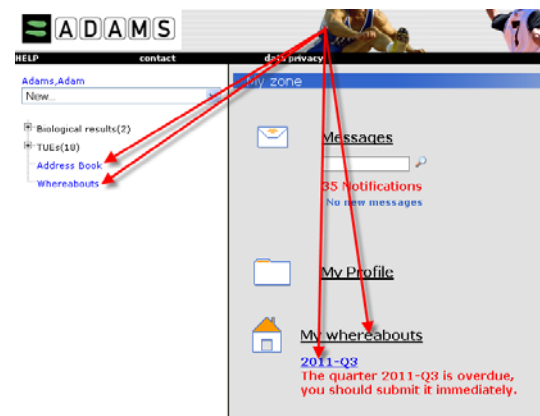 ADAMS
HELP contact data privacy
Adams,Adam
New...
Biological results(2)
TUEs(18)
Address Book
Whereabouts
My zone
Messages
35 Notifications
No new messages
My Profile
My whereabouts
2011-Q3
The quarter 2011-Q3 is overdue,
you should submit it immediately.